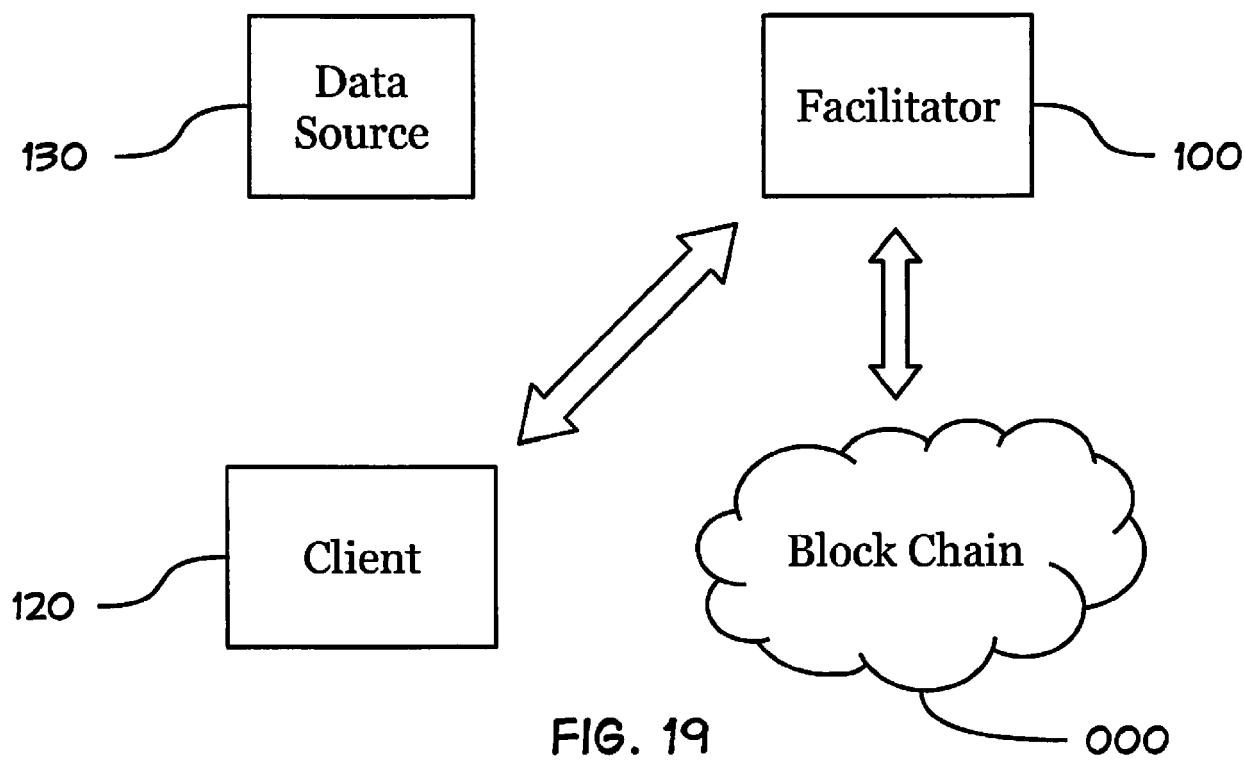 Data
Source
130
Facilitator
100
Client
120
Block Chain
000
FIG. 19